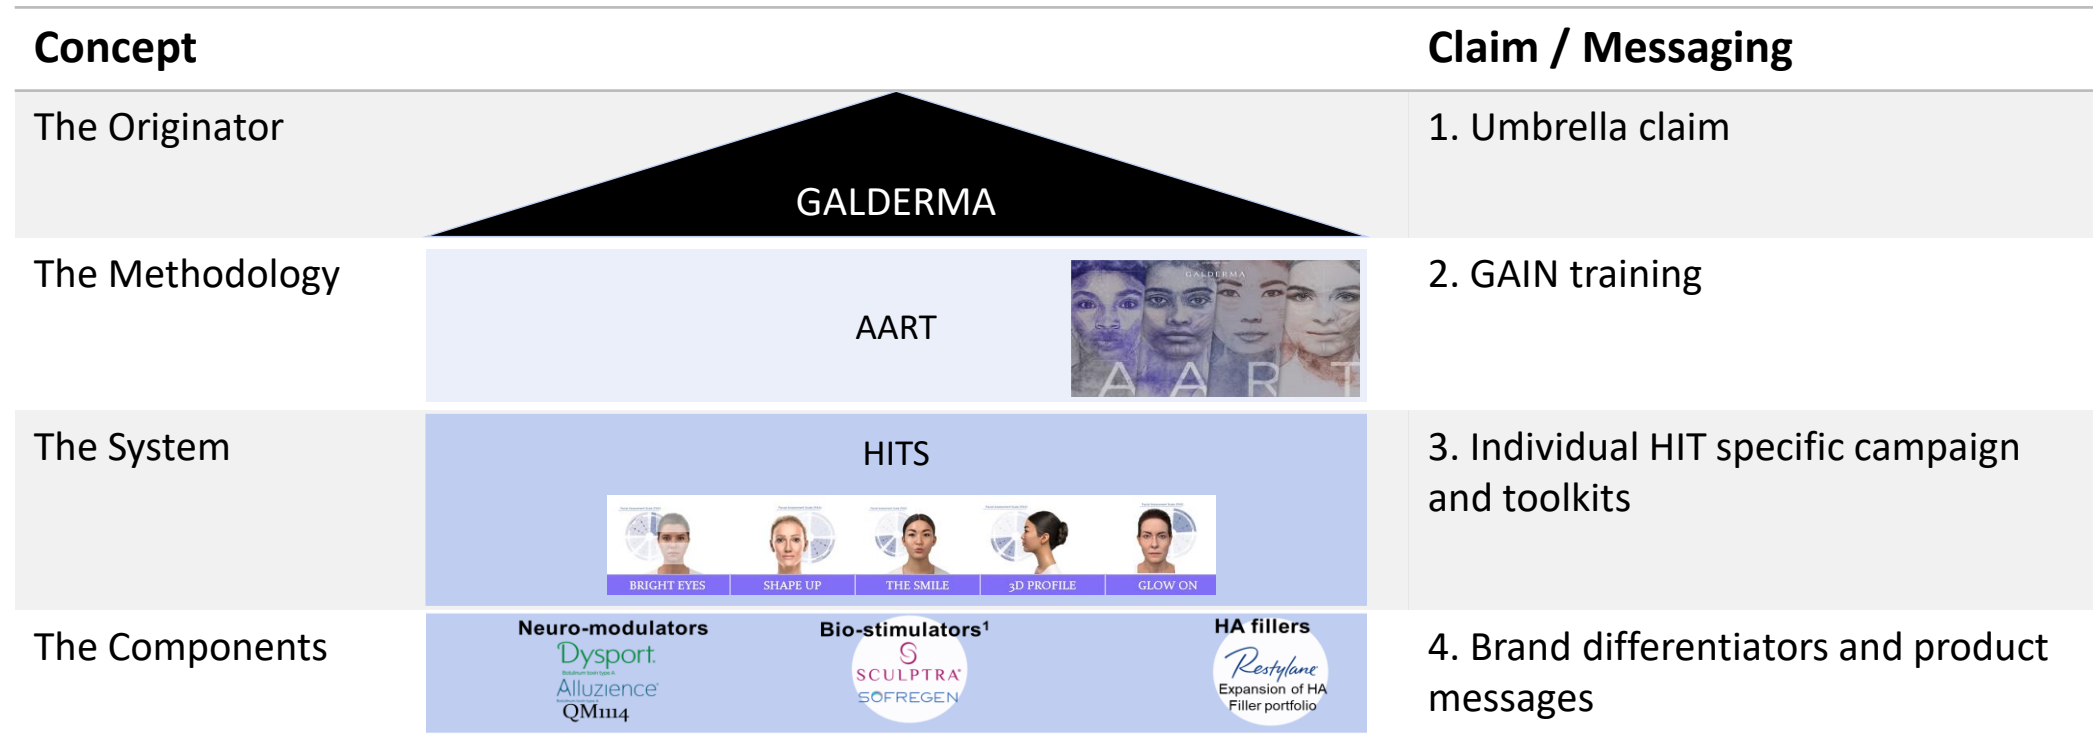 Concept
Claim / Messaging
The Originator
GALDERMA
1. Umbrella claim
The Methodology
AART
GALDERMA
A A R T
2. GAIN training
The System
HITS
BRIGHT EYES
SHAPE UP
THE SMILE
3D PROFILE
GLOW ON
3. Individual HIT specific campaign
and toolkits
The Components
Neuro-modulators
Dysport.
Alluzience
QM1114
Bio-stimulators¹
SCULPTRA
SOFREGEN
HA fillers
Restylane
Expansion of HA
Filler portfolio
4. Brand differentiators and product
messages